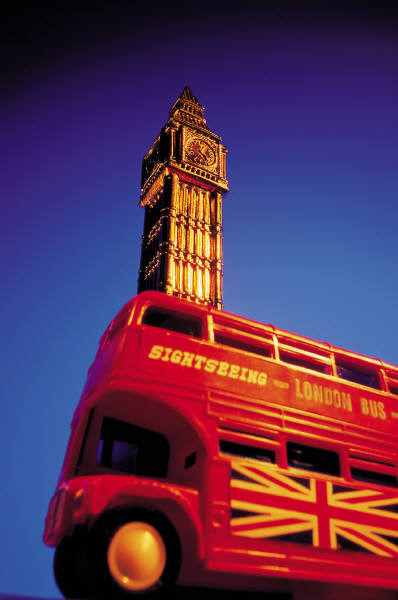 SIGHTSEEING — LONDON BUS —